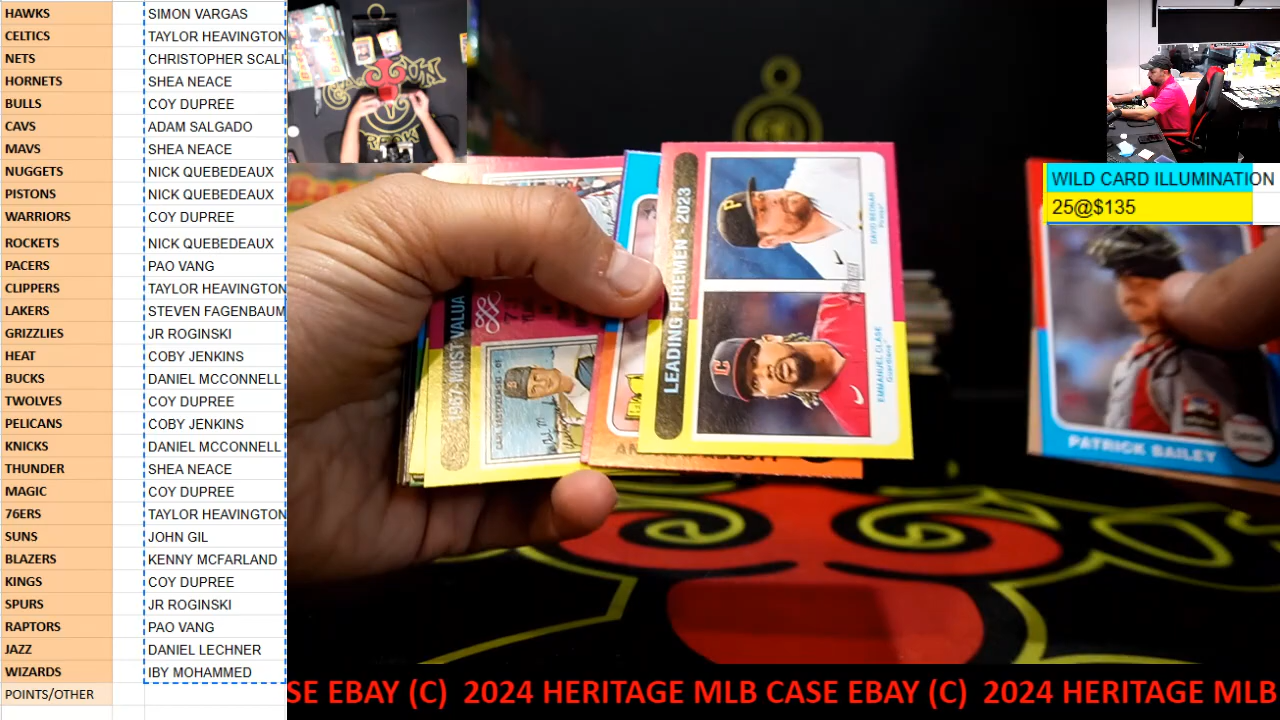 HAWKS SIMON VARGAS
CELTICS TAYLOR HEAVINGTON
NETS CHRISTOPHER SCALI
HORNETS SHEA NEACE
BULLS COY DUPREE
CAVS ADAM SALGADO
MAVS SHEA NEACE
NUGGETS NICK QUEBEDEAUX
PISTONS NICK QUEBEDEAUX
WARRIORS COY DUPREE
ROCKETS NICK QUEBEDEAUX
PACERS PAO VANG
CLIPPERS TAYLOR HEAVINGTON
LAKERS STEVEN FAGENBAUM
GRIZZLIES JR ROGINSKI
HEAT COBY JENKINS
BUCKS DANIEL MCCONNELL
TWOLVES COY DUPREE
PELICANS COBY JENKINS
KNICKS DANIEL MCCONNELL
THUNDER SHEA NEACE
MAGIC COY DUPREE
76ERS TAYLOR HEAVINGTON
SUNS JOHN GIL
BLAZERS KENNY MCFARLAND
KINGS COY DUPREE
SPURS JR ROGINSKI
RAPTORS PAO VANG
JAZZ DANIEL LECHNER
WIZARDS IBY MOHAMMED
POINTS/OTHER
WILD CARD ILLUMINATION
25@$135
LEADING FIREMEN - 2023
DAVID BEDNAR
Pirates
EMMANUEL CLASE
Guardians
1967 MOST VALUA
CARL YASTRZEMSKI - OF
PATRICK BAILEY
SE EBAY (C) 2024 HERITAGE MLB CASE EBAY (C) 2024 HERITAGE MLB